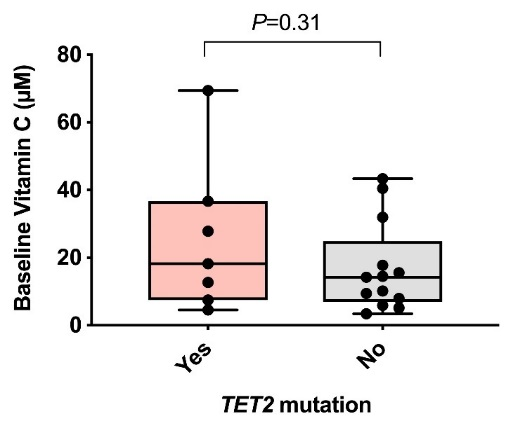 P=0.31
Baseline Vitamin C (µM)
80
60
40
20
0
Yes
No
TET2 mutation